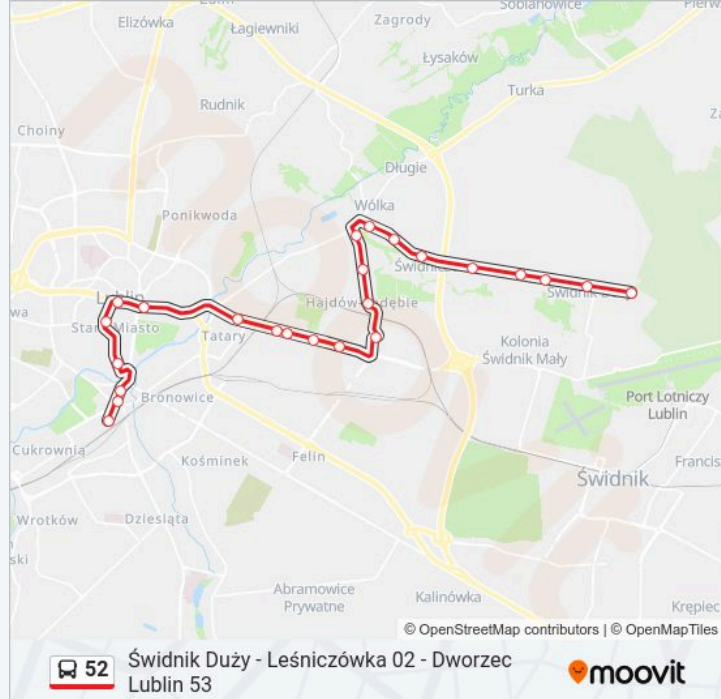 Elizówka
Zagrody
Sobianowice
Łagiewniki
Łysaków
Turka
Rudnik
Choiny
Długie
Wólka
Ponikwoda
Lublin
Stare Miasto
Hajdów-Zadębie
Tatary
Kolonia
Świdnik Mały
Port Lotniczy
Lublin
Bronowice
Cukrownia
Kośminek
Felin
Świdnik
Wrotków
Dziesiąta
Abramowice
Prywatne
Kalinówka
© OpenStreetMap contributors | © OpenMapTiles
52
Świdnik Duży - Leśniczówka 02 - Dworzec
Lublin 53
moovit